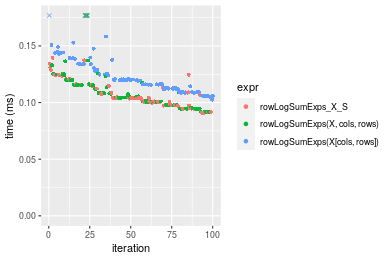 time (ms)
0.15
0.10
0.05
0.00
0
25
50
75
100
iteration
expr
rowLogSumExps_X_S
rowLogSumExps(X, cols, rows)
rowLogSumExps(X[cols, rows])